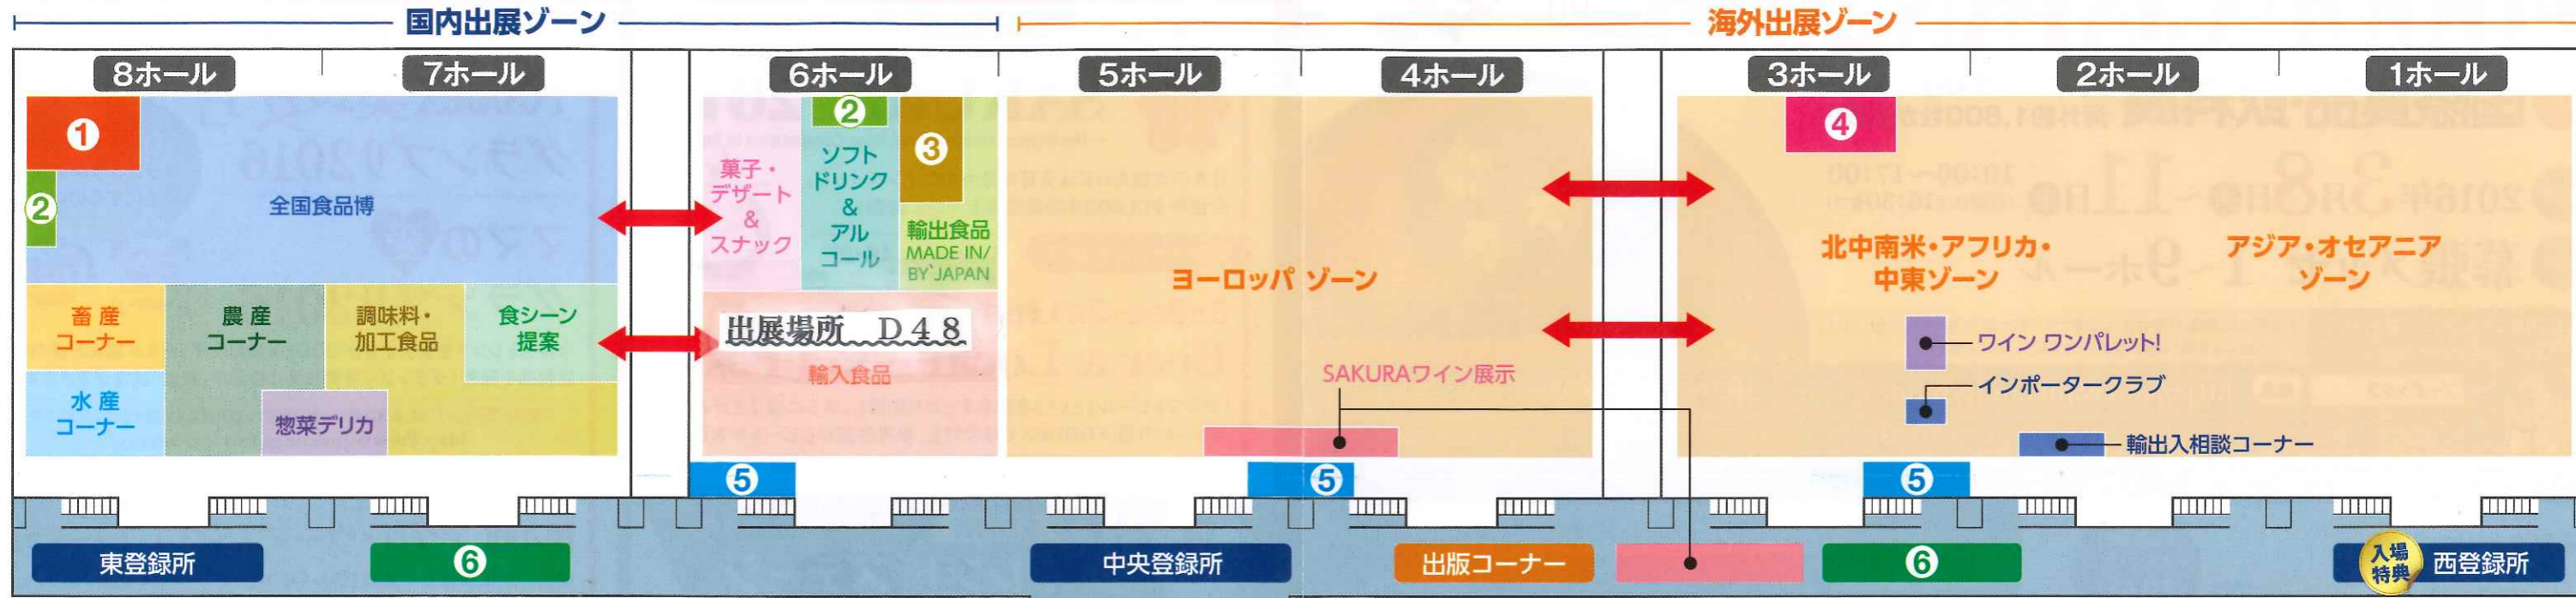 国内出展ゾーン
海外出展ゾーン
8ホール
7ホール
6ホール
5ホール
4ホール
3ホール
2ホール
1ホール
1
2
全国食品博
畜産
コーナー
農産
コーナー
調味料・
加工食品
食シーン
提案
水産
コーナー
惣菜デリカ
菓子・
デザート
&
スナック
2
ソフト
ドリンク
&
アル
コール
3
輸出食品
MADE IN/
BY JAPAN
出展場所 D48
輸入食品
ヨーロッパ ゾーン
SAKURAワイン展示
4
北中南米・アフリカ・
中東ゾーン
アジア・オセアニア
ゾーン
ワイン ワンパレット!
インポータークラブ
輸出入相談コーナー
5
5
5
東登録所
6
中央登録所
出版コーナー
6
入場
特典
西登録所